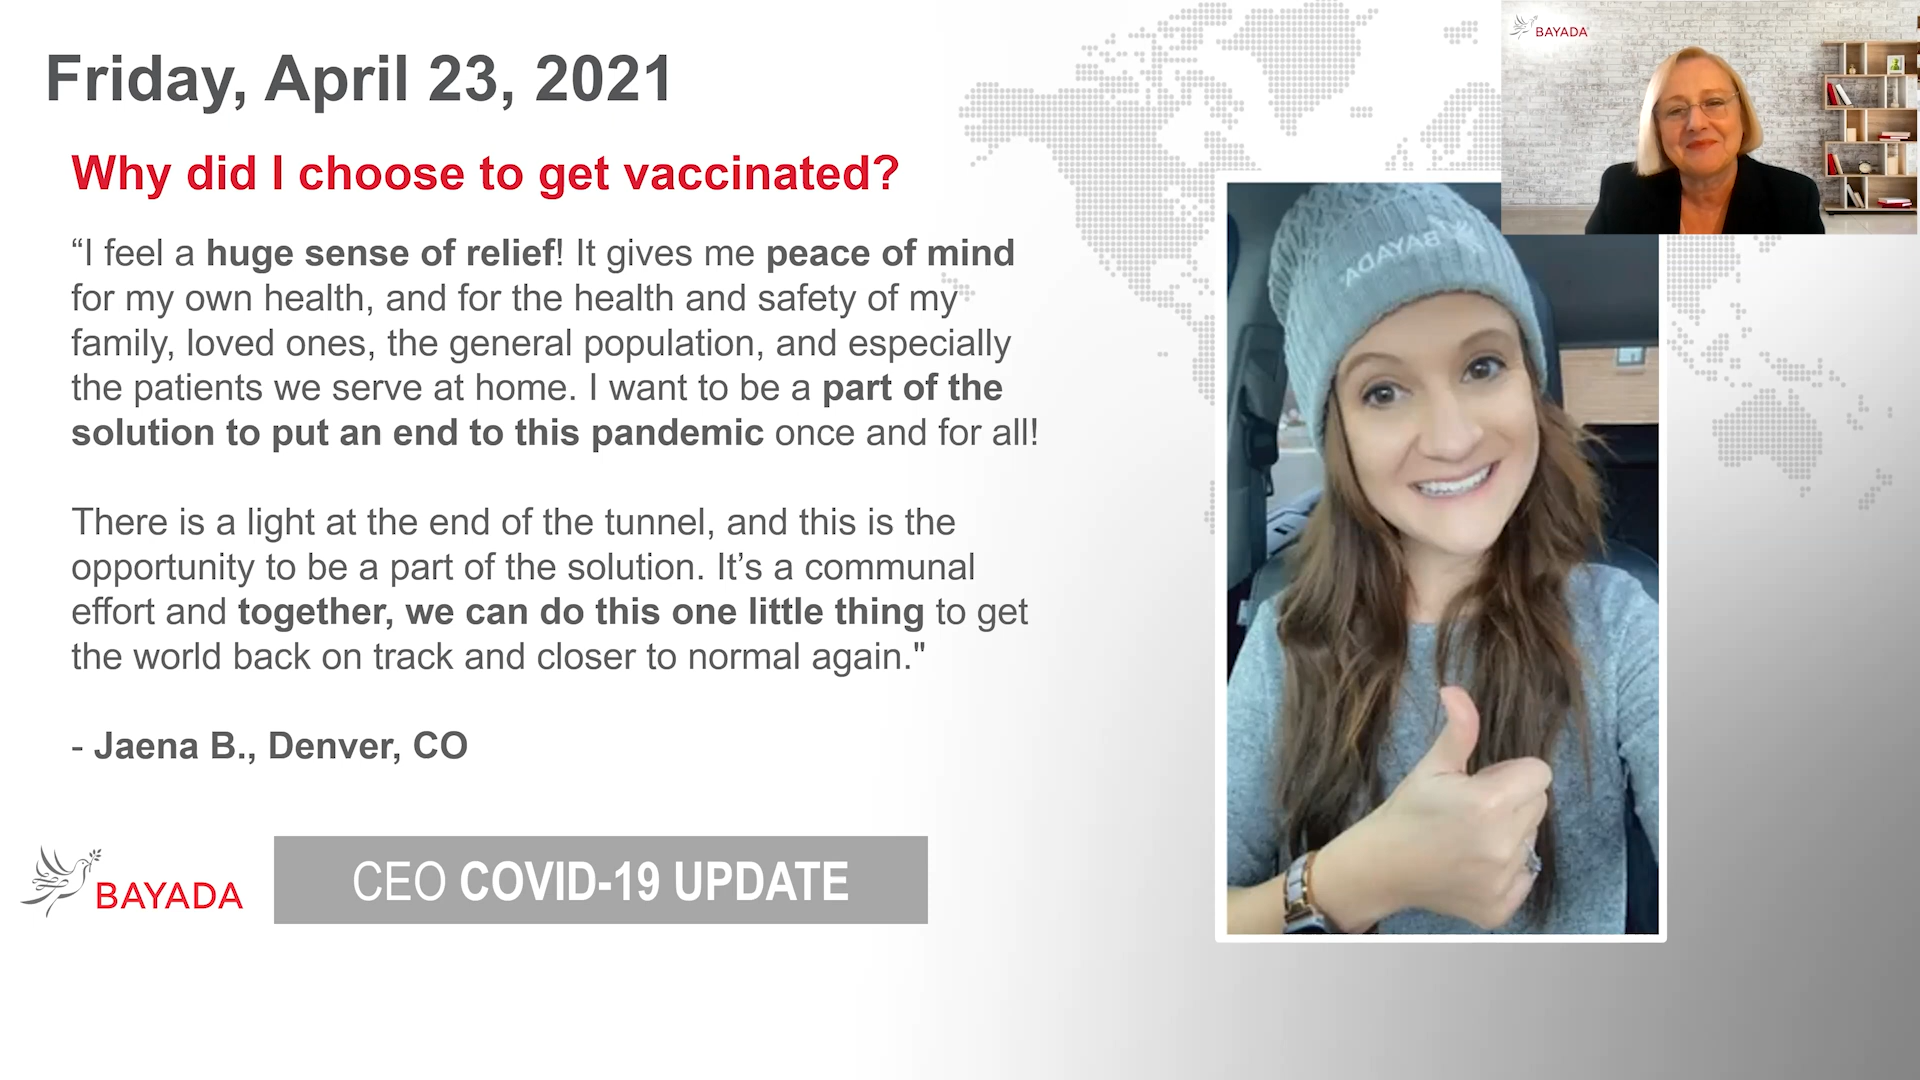 Friday, April 23, 2021
BAYADA
Why did I choose to get vaccinated?
“I feel a huge sense of relief! It gives me peace of mind
for my own health, and for the health and safety of my
family, loved ones, the general population, and especially
the patients we serve at home. I want to be a part of the
solution to put an end to this pandemic once and for all!
There is a light at the end of the tunnel, and this is the
opportunity to be a part of the solution. It’s a communal
effort and together, we can do this one little thing to get
the world back on track and closer to normal again."
- Jaena B., Denver, CO
BAYADA
BAYADA
CEO COVID-19 UPDATE